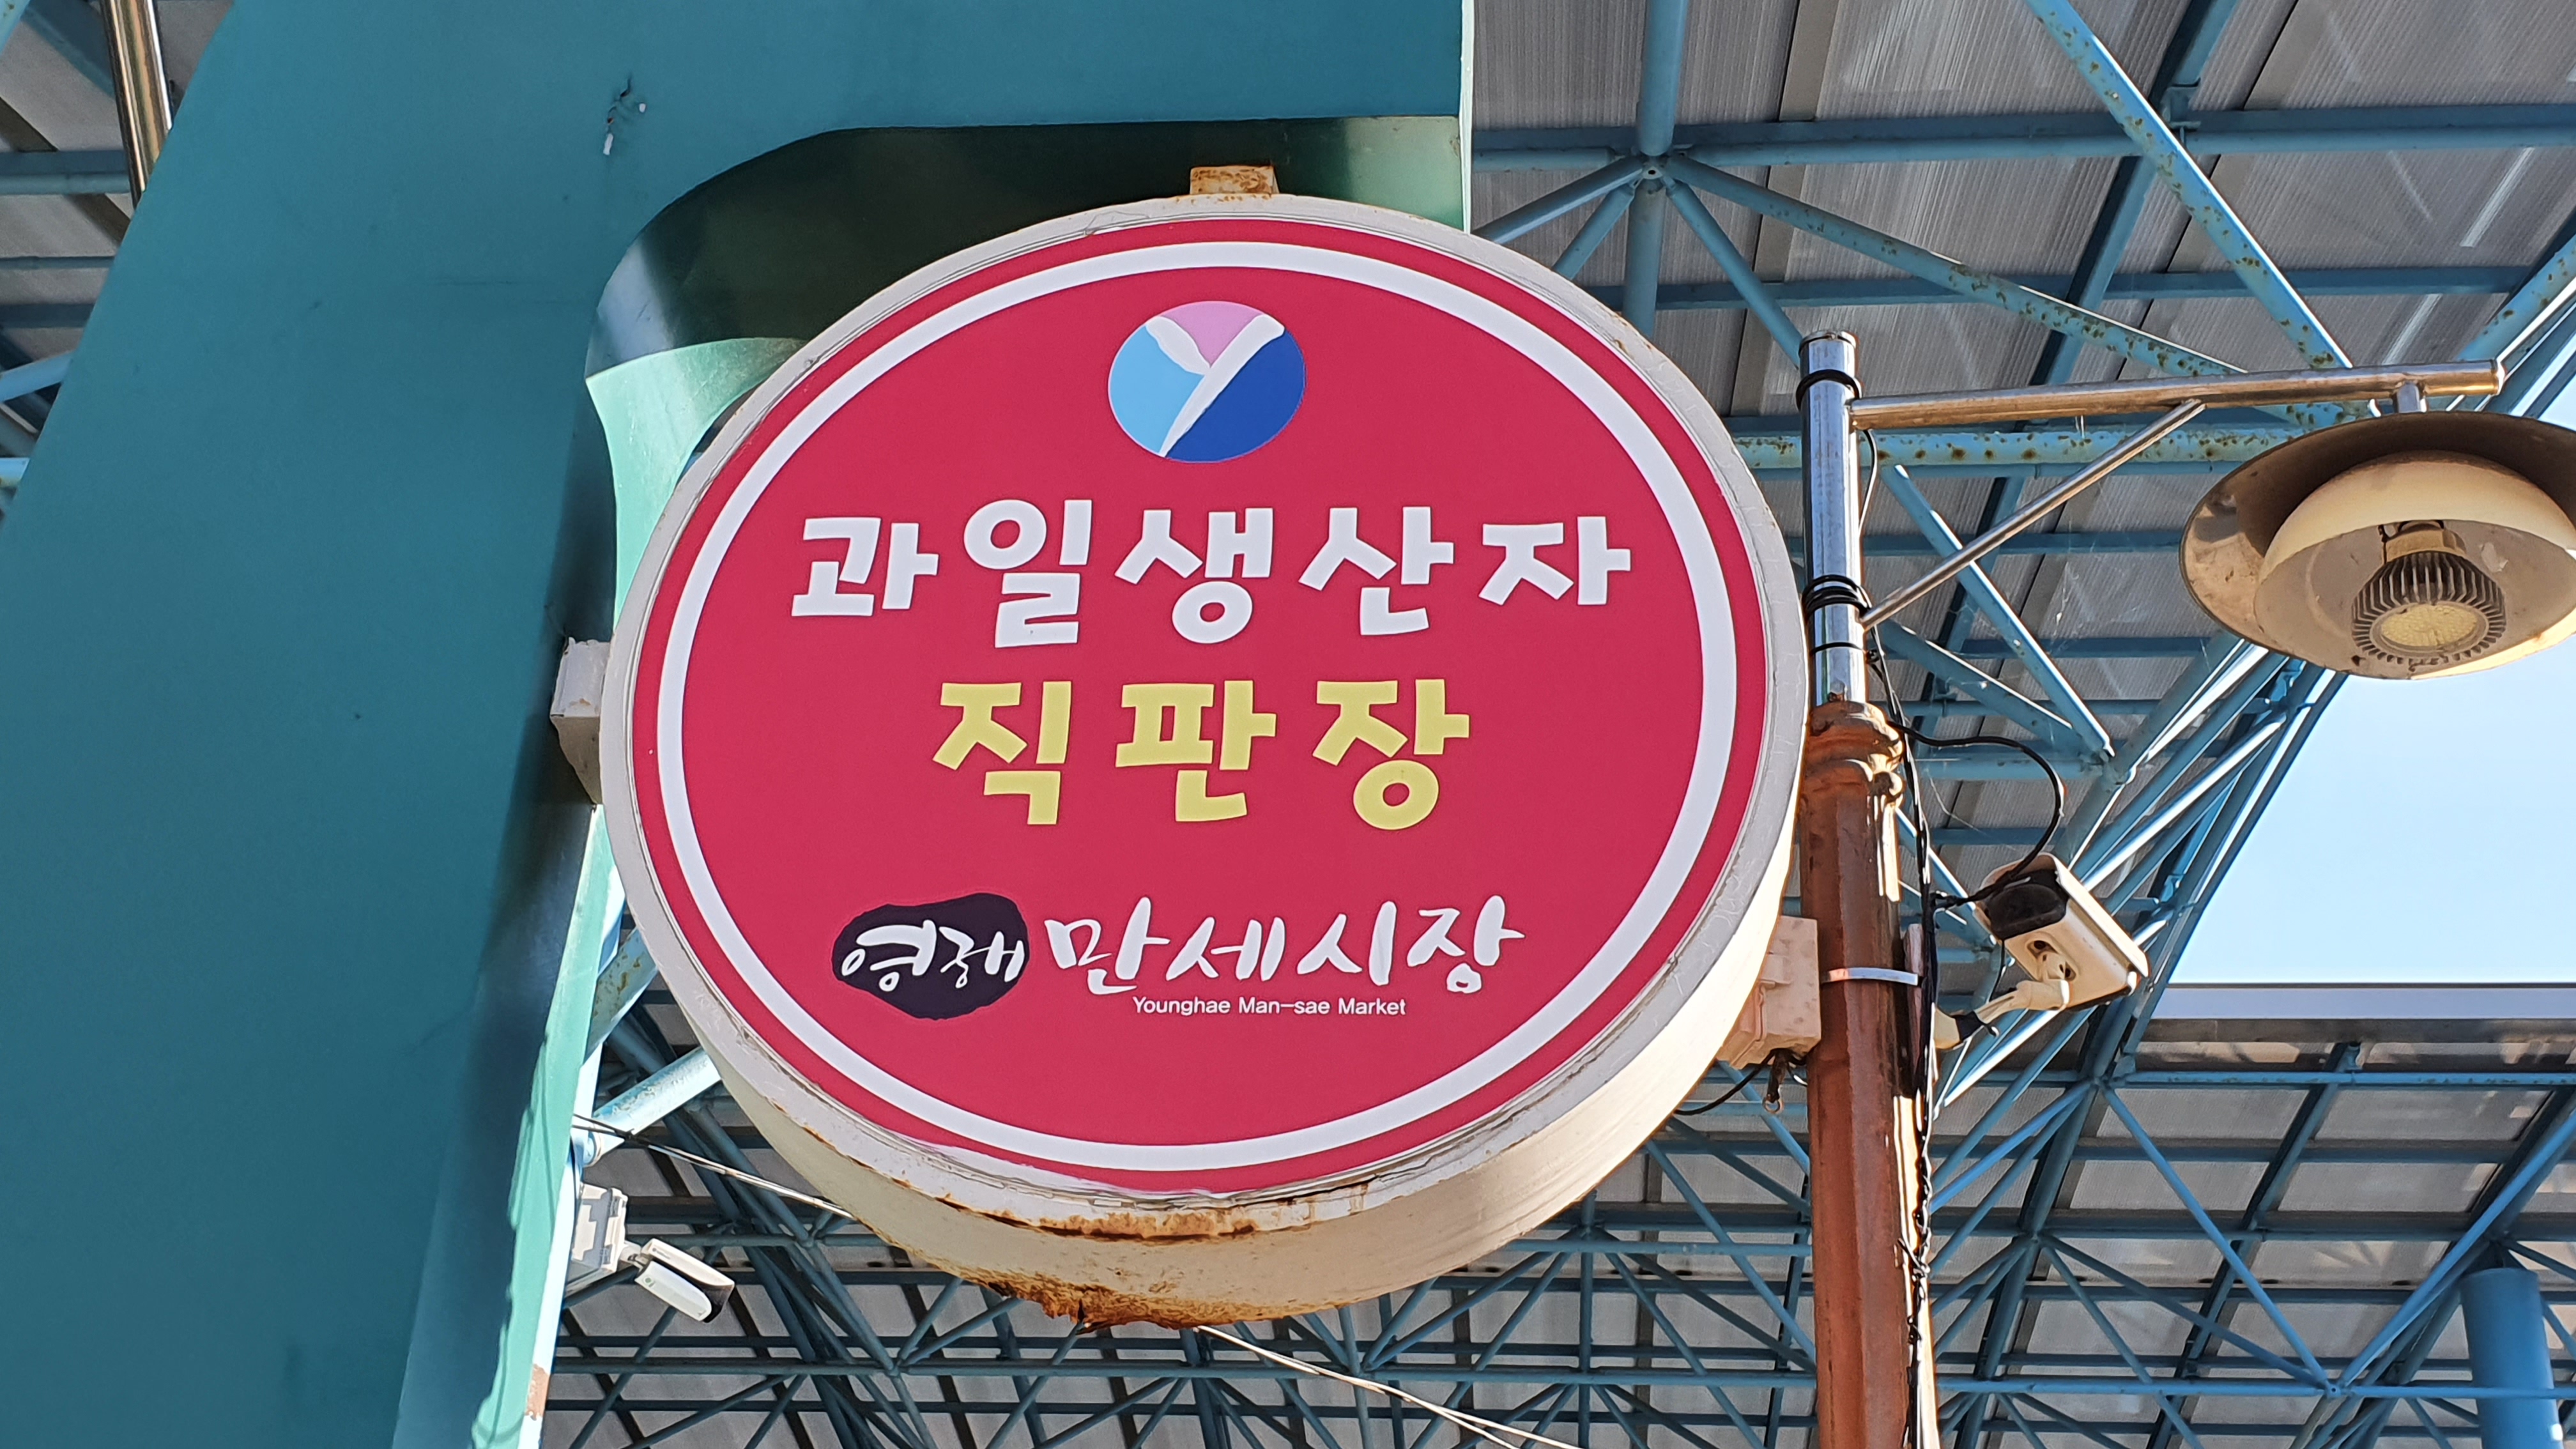 과일생산자
직판장
영해 만세시장
Younghae Man-sae Market